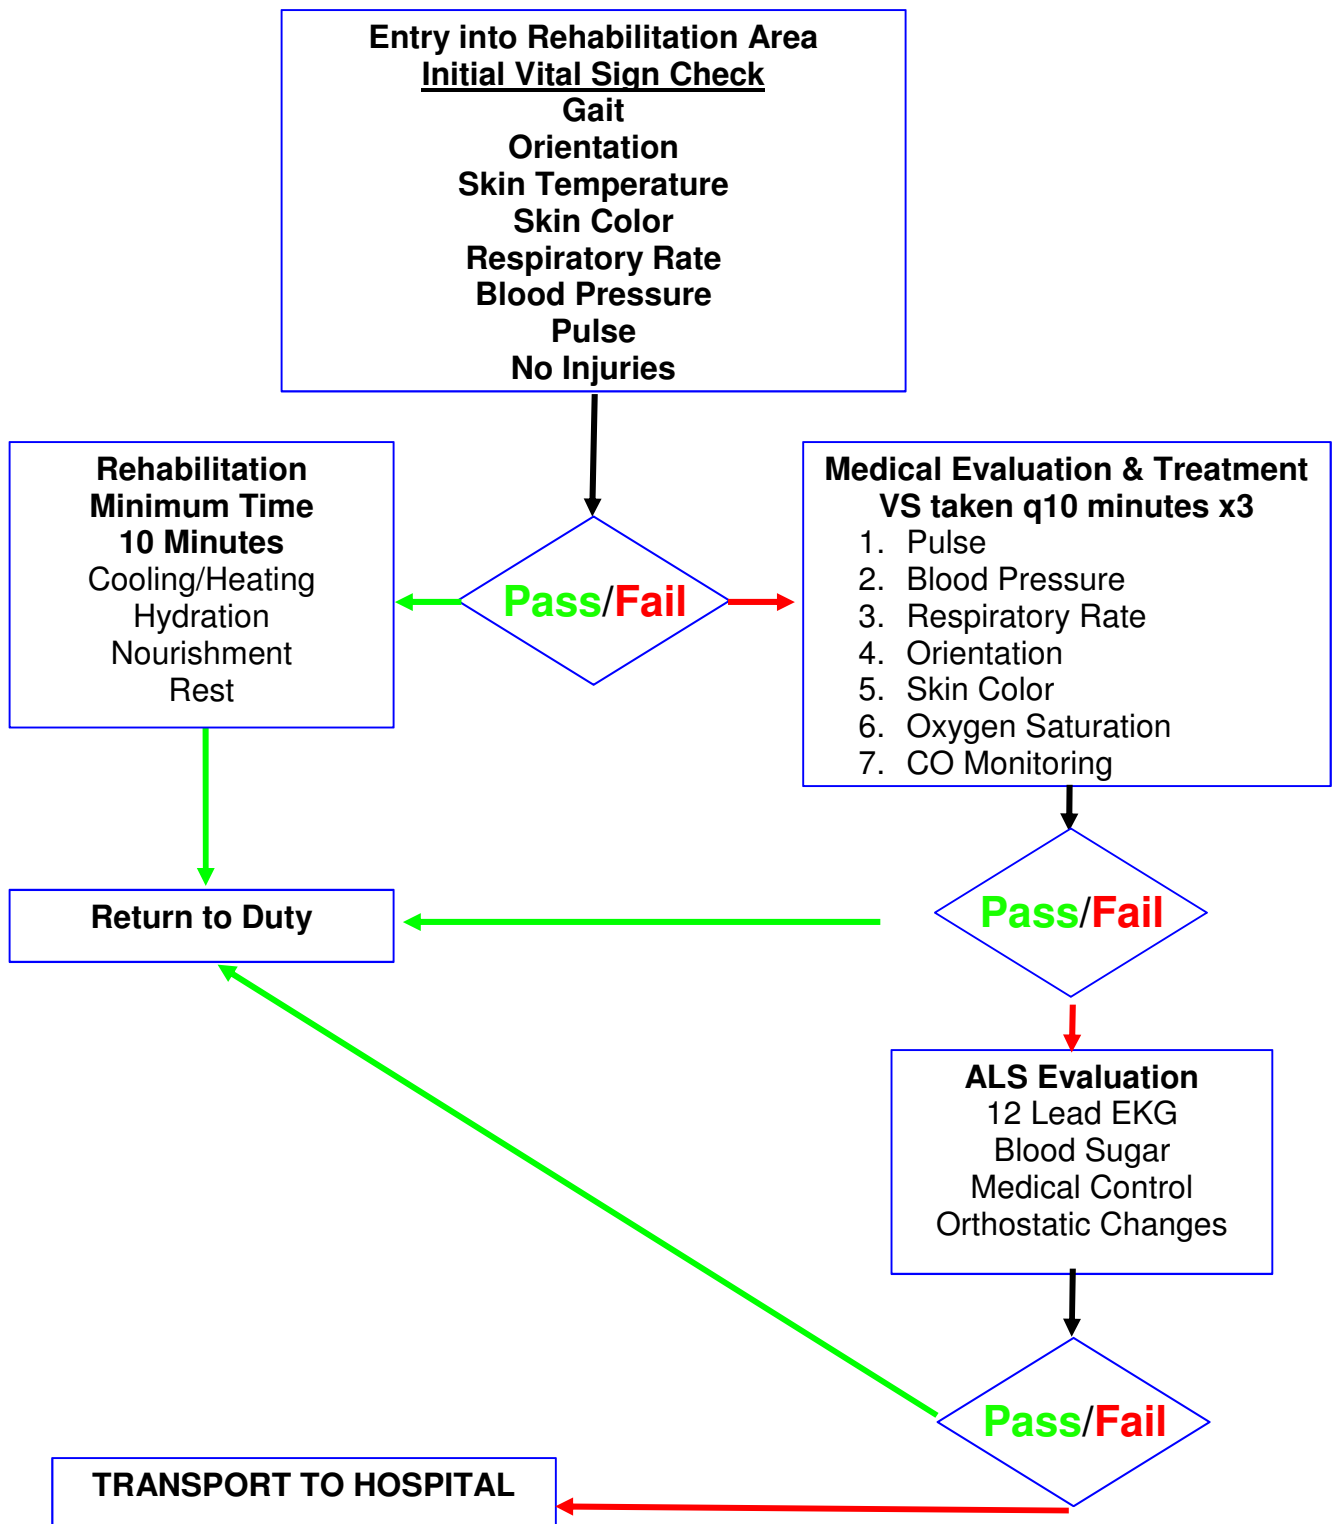 Entry into Rehabilitation Area
Initial Vital Sign Check
Gait
Orientation
Skin Temperature
Skin Color
Respiratory Rate
Blood Pressure
Pulse
No Injuries
Rehabilitation
Minimum Time
10 Minutes
Cooling/Heating
Hydration
Nourishment
Rest
Pass/Fail
Medical Evaluation & Treatment
VS taken q10 minutes x3
1. Pulse
2. Blood Pressure
3. Respiratory Rate
4. Orientation
5. Skin Color
6. Oxygen Saturation
7. CO Monitoring
Return to Duty
Pass/Fail
ALS Evaluation
12 Lead EKG
Blood Sugar
Medical Control
Orthostatic Changes
Pass/Fail
TRANSPORT TO HOSPITAL